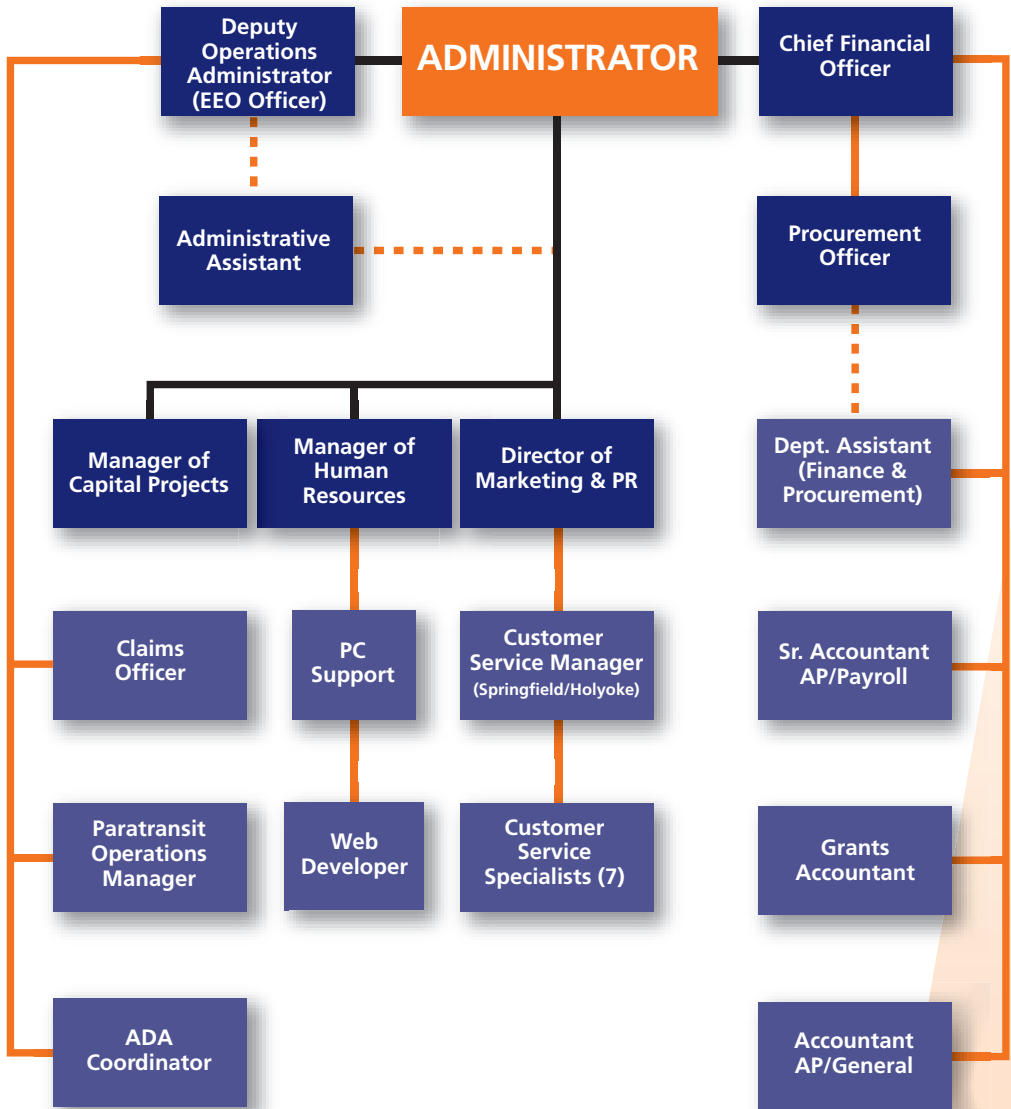 Deputy
Operations
Administrator
(EEO Officer)
ADMINISTRATOR
Chief Financial
Officer
Administrative
Assistant
Procurement
Officer
Manager of
Capital Projects
Manager of
Human
Resources
Director of
Marketing & PR
Dept. Assistant
(Finance &
Procurement)
Claims
Officer
PC
Support
Customer
Service Manager
(Springfield/Holyoke)
Sr. Accountant
AP/Payroll
Paratransit
Operations
Manager
Web
Developer
Customer
Service
Specialists (7)
Grants
Accountant
ADA
Coordinator
Accountant
AP/General